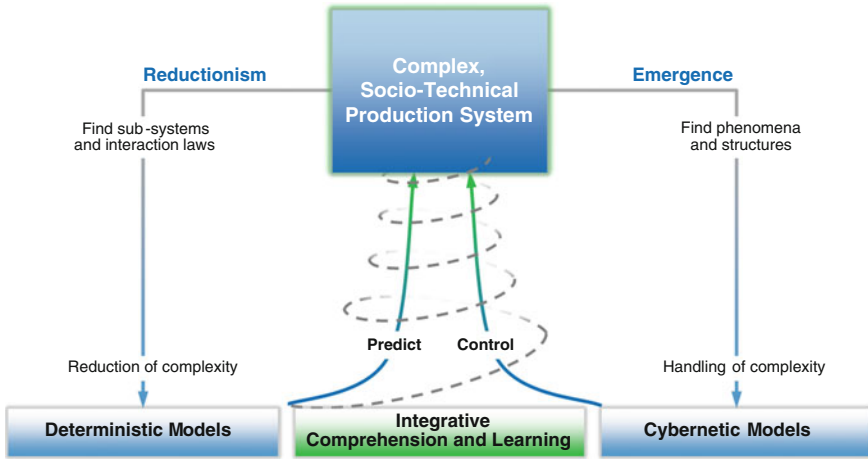 Reductionism
Complex,
Socio-Technical
Production System
Emergence
Find sub-systems
and interaction laws
Find phenomena
and structures
Predict
Control
Reduction of complexity
Handling of complexity
Deterministic Models
Integrative
Comprehension and Learning
Cybernetic Models